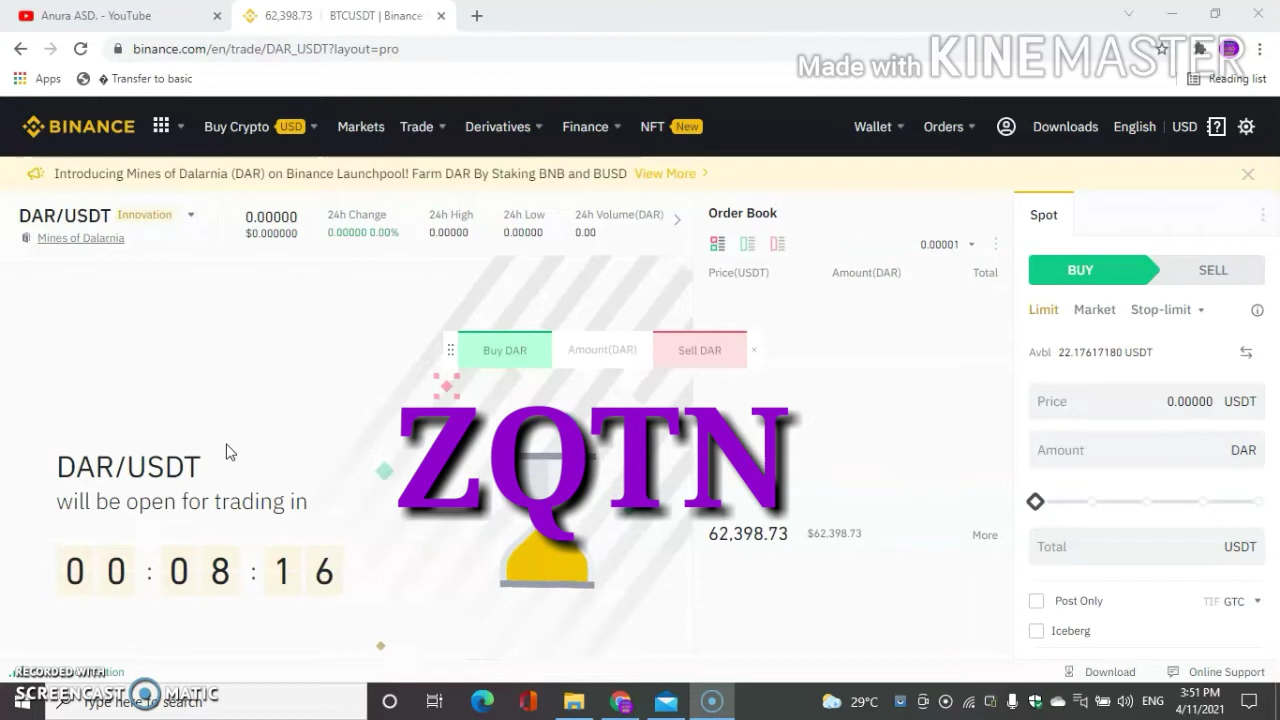 Anura ASD. - YouTube
62,398.73 | BTCUSDT | Binance
binance.com/en/trade/DAR_USDT?layout=pro
Made with KINEMASTER
Apps
Transfer to basic
Reading list
BINANCE
Buy Crypto USD
Markets
Trade
Derivatives
Finance
NFT New
Wallet
Orders
Downloads
English
USD
Introducing Mines of Dalarnia (DAR) on Binance Launchpool! Farm DAR By Staking BNB and BUSD View More
DAR/USDT Innovation
Mines of Dalarnia
0.00000
$0.000000
24h Change
0.00000 0.00%
24h High
0.00000
24h Low
0.00000
24h Volume(DAR)
0.00
Order Book
0.00001
Price(USDT) Amount(DAR) Total
Spot
BUY
SELL
Limit Market Stop-limit
Avbl 22.17617180 USDT
Price 0.00000 USDT
Amount DAR
Total USDT
Post Only
TIF GTC
Iceberg
Buy DAR
Amount(DAR)
Sell DAR
ZQTN
DAR/USDT
will be open for trading in
00 : 08 : 16
62,398.73 $62,398.73 More
Download
Online Support
RECORDED WITH
SCREENCAST MATIC
Type here to search
29°C
ENG
3:51 PM
4/11/2021